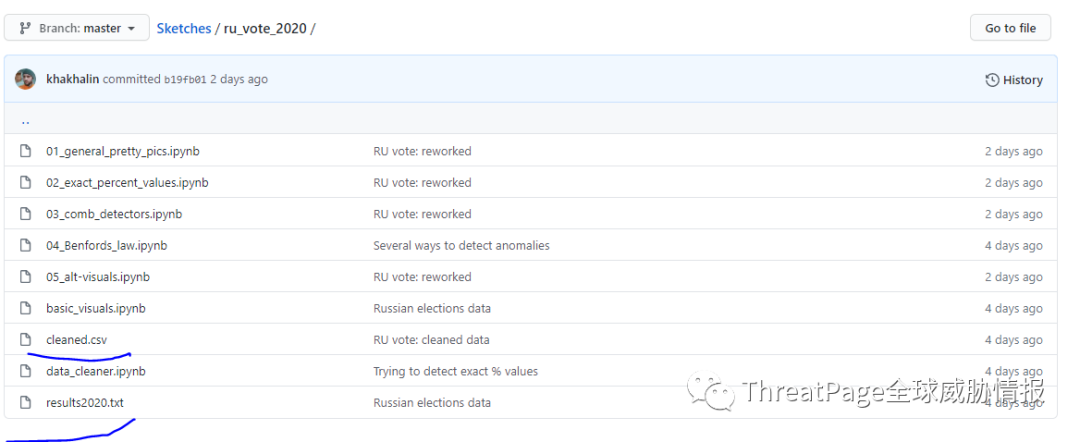 Branch: master Sketches / ru_vote_2020 / Go to file
khakhalin committed b19fb01 2 days ago History
..
01_general_pretty_pics.ipynb RU vote: reworked 2 days ago
02_exact_percent_values.ipynb RU vote: reworked 2 days ago
03_comb_detectors.ipynb RU vote: reworked 2 days ago
04_Benfords_law.ipynb Several ways to detect anomalies 4 days ago
05_alt-visuals.ipynb RU vote: reworked 2 days ago
basic_visuals.ipynb Russian elections data 4 days ago
cleaned.csv RU vote: cleaned data 4 days ago
data_cleaner.ipynb Trying to detect exact % values 4 days ago
results2020.txt Russian elections data 4 days ago
ThreatPage全球威胁情报